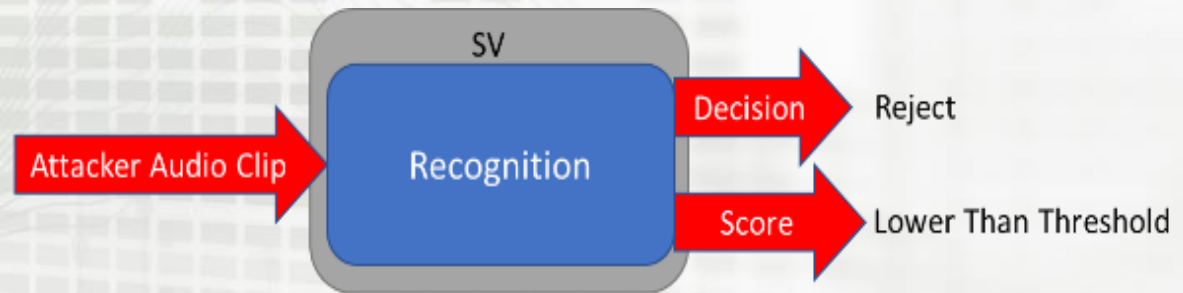 SV
Attacker Audio Clip
Recognition
Decision
Reject
Score
Lower Than Threshold